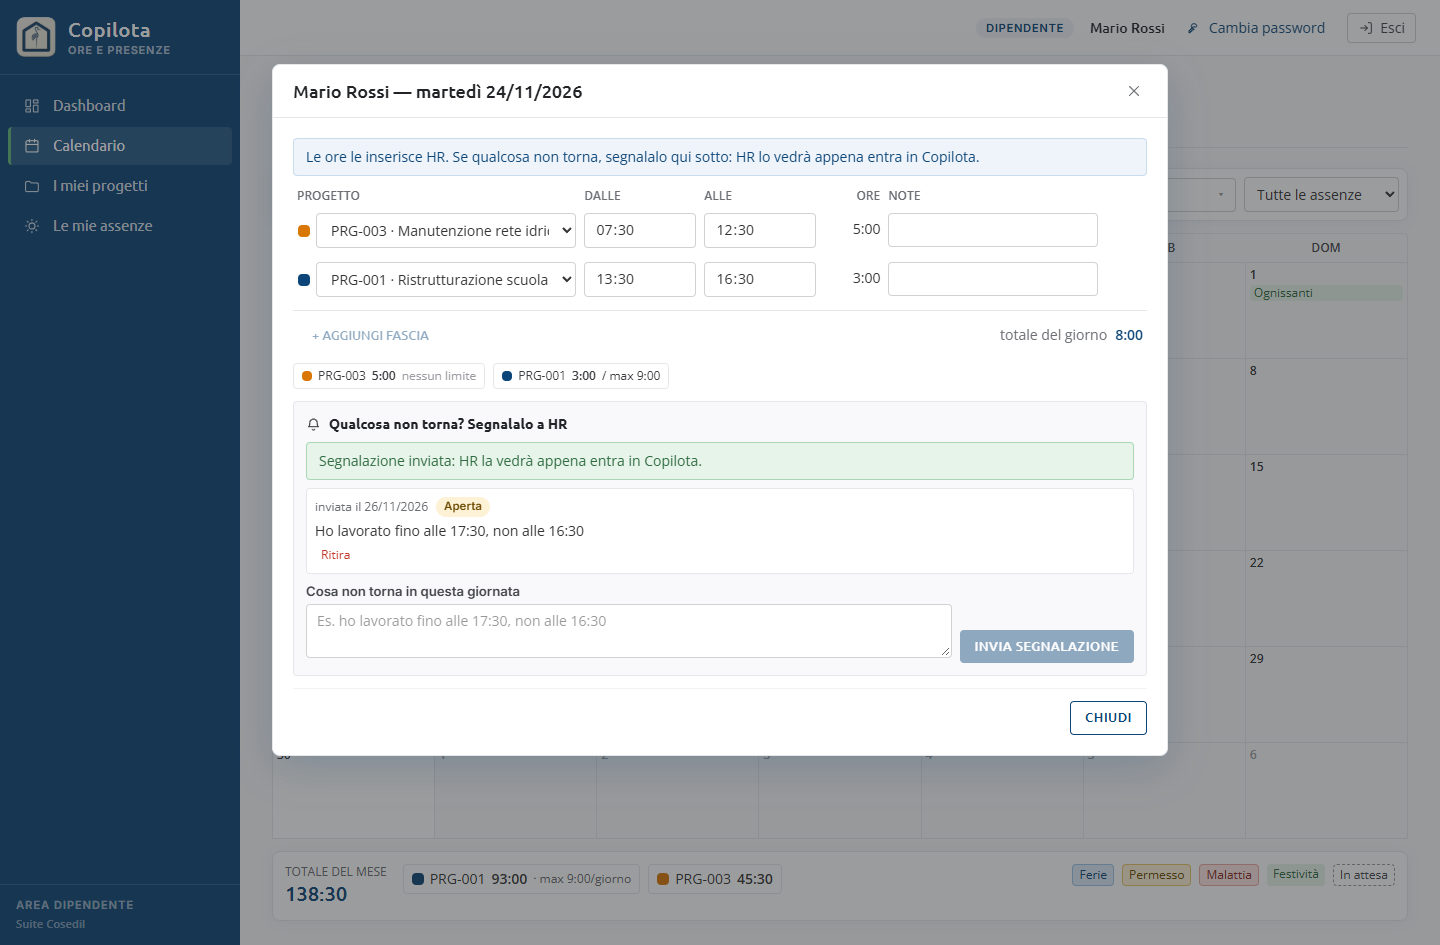 Copilota
ORE E PRESENZE
DIPENDENTE Mario Rossi Cambia password Esci
Dashboard
Calendario
I miei progetti
Le mie assenze
Mario Rossi — martedì 24/11/2026
Le ore le inserisce HR. Se qualcosa non torna, segnalalo qui sotto: HR lo vedrà appena entra in Copilota.
PROGETTO DALLE ALLE ORE NOTE
PRG-003 · Manutenzione rete idri 07:30 12:30 5:00
PRG-001 · Ristrutturazione scuola 13:30 16:30 3:00
+ AGGIUNGI FASCIA totale del giorno 8:00
PRG-003 5:00 nessun limite PRG-001 3:00 / max 9:00
Qualcosa non torna? Segnalalo a HR
Segnalazione inviata: HR la vedrà appena entra in Copilota.
inviata il 26/11/2026 Aperta
Ho lavorato fino alle 17:30, non alle 16:30
Ritira
Cosa non torna in questa giornata
Es. ho lavorato fino alle 17:30, non alle 16:30
INVIA SEGNALAZIONE
CHIUDI
Tutte le assenze
B DOM
1
Ognissanti
8
15
22
29
6
TOTALE DEL MESE
138:30
PRG-001 93:00 · max 9:00/giorno PRG-003 45:30
Ferie Permesso Malattia Festività In attesa
AREA DIPENDENTE
Suite Cosedil